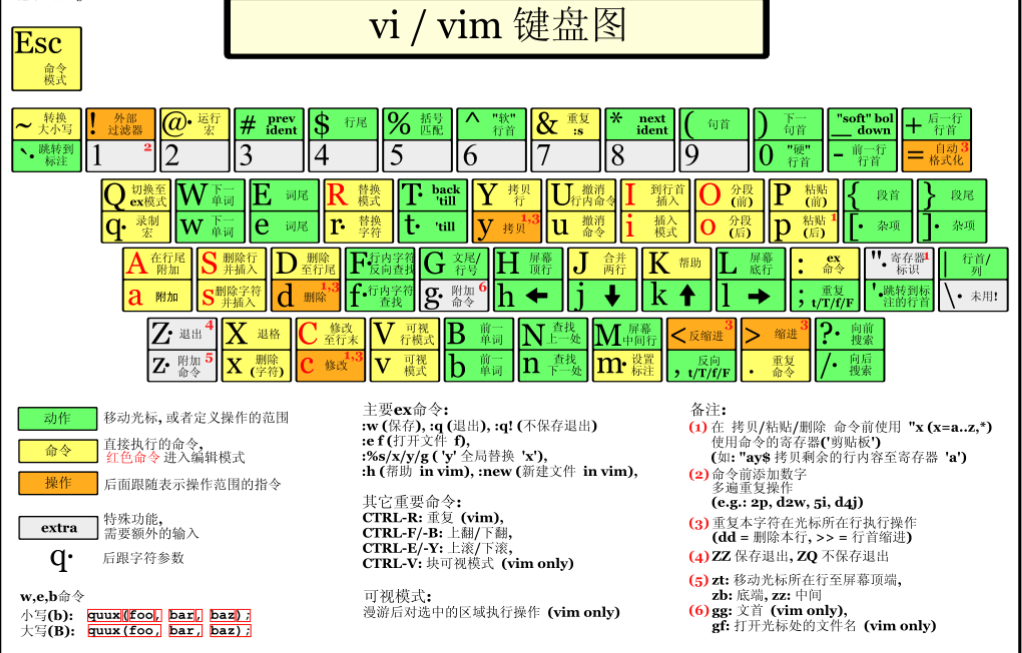 vi / vim 键盘图
Esc 命令模式
~ 转换大小写
! 外部过滤器
@· 运行宏
# prev ident
$ 行尾
% 括号匹配
^ "软"行首
& 重复 :s
* next ident
( 句首
) 下一句首
"soft" bol down _
+ 后一行行首
`· 跳转到标注
1 2
2
3
4
5
6
7
8
9
0 "硬"行首
- 前一行行首
= 自动格式化 3
Q 切换至ex模式
W 下一单词
E 词尾
R 替换模式
T· back 'till
Y 拷贝行
U 撤消行内命令
I 到行首插入
O 分段(前)
P 粘贴(前)
{ 段首
} 段尾
q· 录制宏
w 下一单词
e 词尾
r· 替换字符
t· 'till
y 拷贝 1,3
u 撤消命令
i 插入模式
o 分段(后)
p 粘贴(后) 1
[· 杂项
]· 杂项
A 在行尾附加
S 删除行并插入
D 删除至行尾
F· 行内字符反向查找
G 文尾/行号
H 屏幕顶行
J 合并两行
K 帮助
L 屏幕底行
: ex 命令
"· 寄存器标识 1
| 行首/列
a 附加
s 删除字符并插入
d 删除 1,3
f· 行内字符查找
g· 附加命令 6
h ←
j ↓
k ↑
l →
; 重复 t/T/f/F
'· 跳转到标注的行首
\· 未用!
Z· 退出 4
X 退格
C 修改至行末
V 可视行模式
B 前一单词
N 查找上一处
M 屏幕中间行
< 反缩进 3
> 缩进 3
?· 向前搜索
z· 附加命令 5
x 删除(字符)
c 修改 1,3
v 可视模式
b 前一单词
n 查找下一处
m· 设置标注
, 反向 t/T/f/F
. 重复命令
/· 向后搜索
动作 移动光标, 或者定义操作的范围
命令 直接执行的命令,
红色命令 进入编辑模式
操作 后面跟随表示操作范围的指令
extra 特殊功能,
需要额外的输入
q· 后跟字符参数
w,e,b命令
小写(b): quux(foo, bar, baz);
大写(B): quux(foo, bar, baz);
主要ex命令:
:w (保存), :q (退出), :q! (不保存退出)
:e f (打开文件 f),
:%s/x/y/g ( 'y' 全局替换 'x'),
:h (帮助 in vim), :new (新建文件 in vim),
其它重要命令:
CTRL-R: 重复 (vim),
CTRL-F/-B: 上翻/下翻,
CTRL-E/-Y: 上滚/下滚,
CTRL-V: 块可视模式 (vim only)
可视模式:
漫游后对选中的区域执行操作 (vim only)
备注:
(1) 在 拷贝/粘贴/删除 命令前使用 "x (x=a..z,*)
使用命令的寄存器('剪贴板')
(如: "ay$ 拷贝剩余的行内容至寄存器 'a')
(2) 命令前添加数字
多遍重复操作
(e.g.: 2p, d2w, 5i, d4j)
(3) 重复本字符在光标所在行执行操作
(dd = 删除本行, >> = 行首缩进)
(4) ZZ 保存退出, ZQ 不保存退出
(5) zt: 移动光标所在行至屏幕顶端,
zb: 底端, zz: 中间
(6) gg: 文首 (vim only),
gf: 打开光标处的文件名 (vim only)